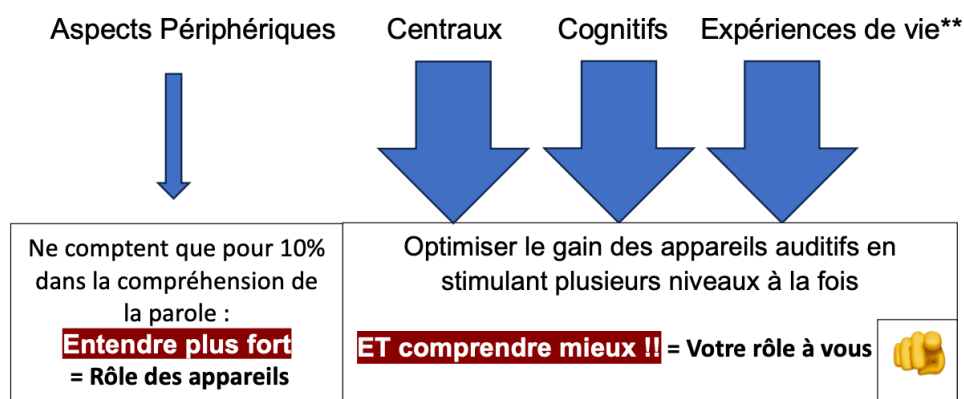 Aspects Périphériques
Centraux
Cognitifs
Expériences de vie**
Ne comptent que pour 10%
dans la compréhension de
la parole :
Entendre plus fort
= Rôle des appareils
Optimiser le gain des appareils auditifs en
stimulant plusieurs niveaux à la fois
ET comprendre mieux !! = Votre rôle à vous